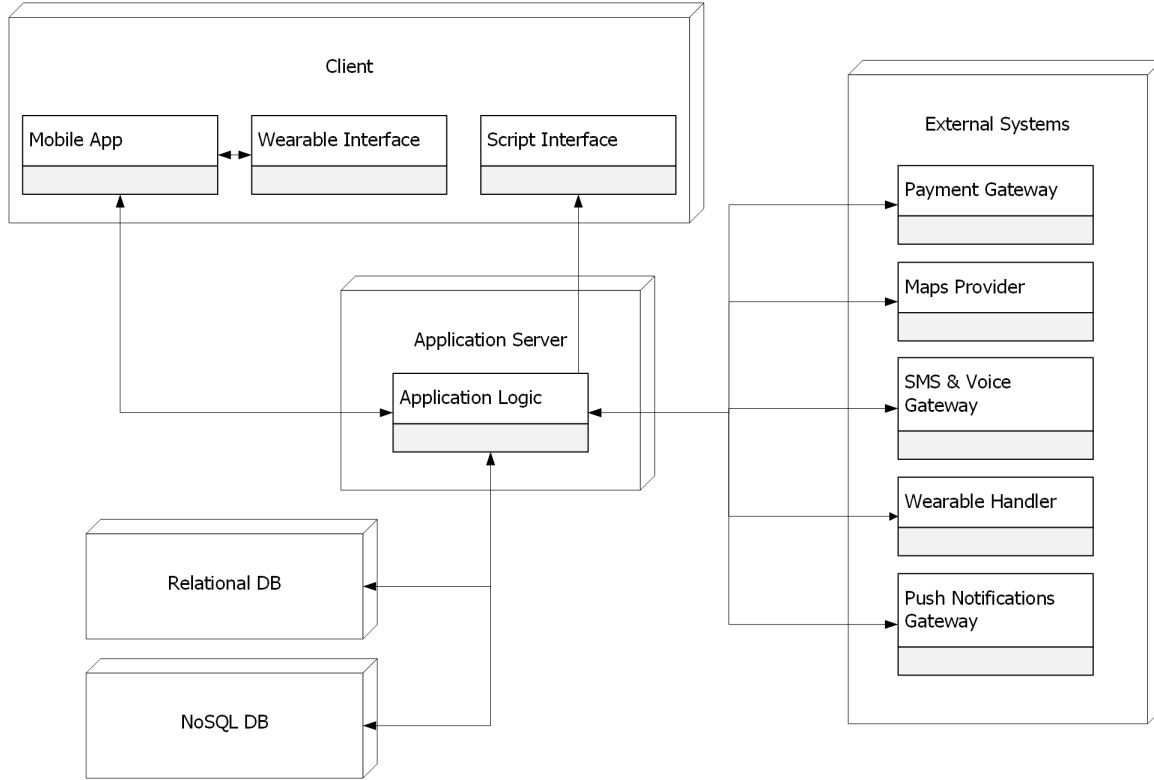 Client
Mobile App
Wearable Interface
Script Interface
External Systems
Payment Gateway
Maps Provider
SMS & Voice
Gateway
Wearable Handler
Push Notifications
Gateway
Application Server
Application Logic
Relational DB
NoSQL DB